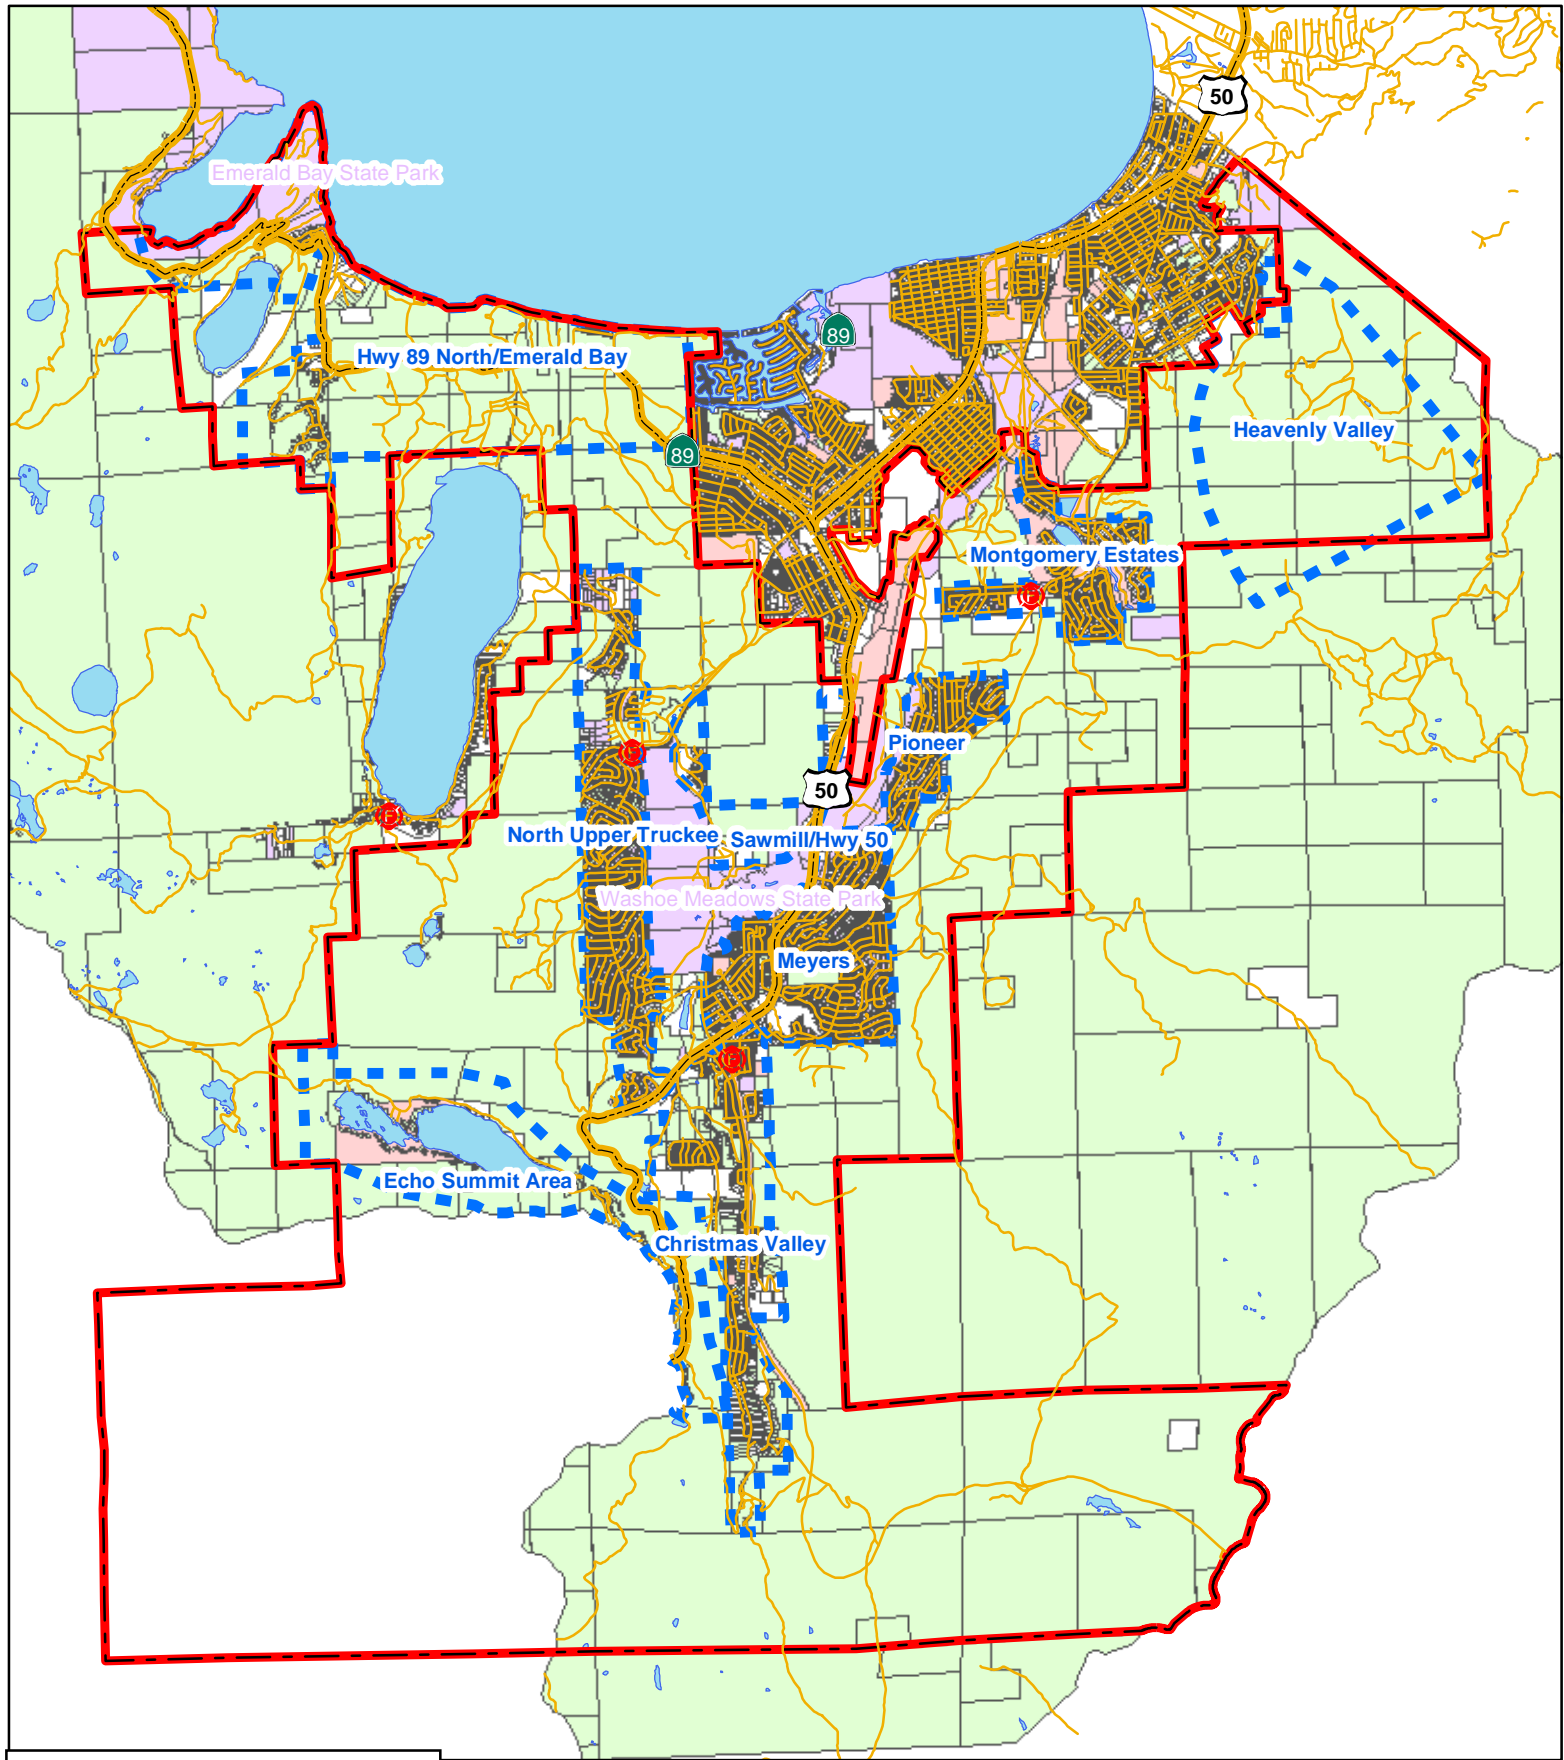 50
Emerald Bay State Park
89
Hwy 89 North/Emerald Bay
Heavenly Valley
89
Montgomery Estates
F
Pioneer
F
50
F
North Upper Truckee
Sawmill/Hwy 50
Washoe Meadows State Park
Meyers
F
Echo Summit Area
Christmas Valley